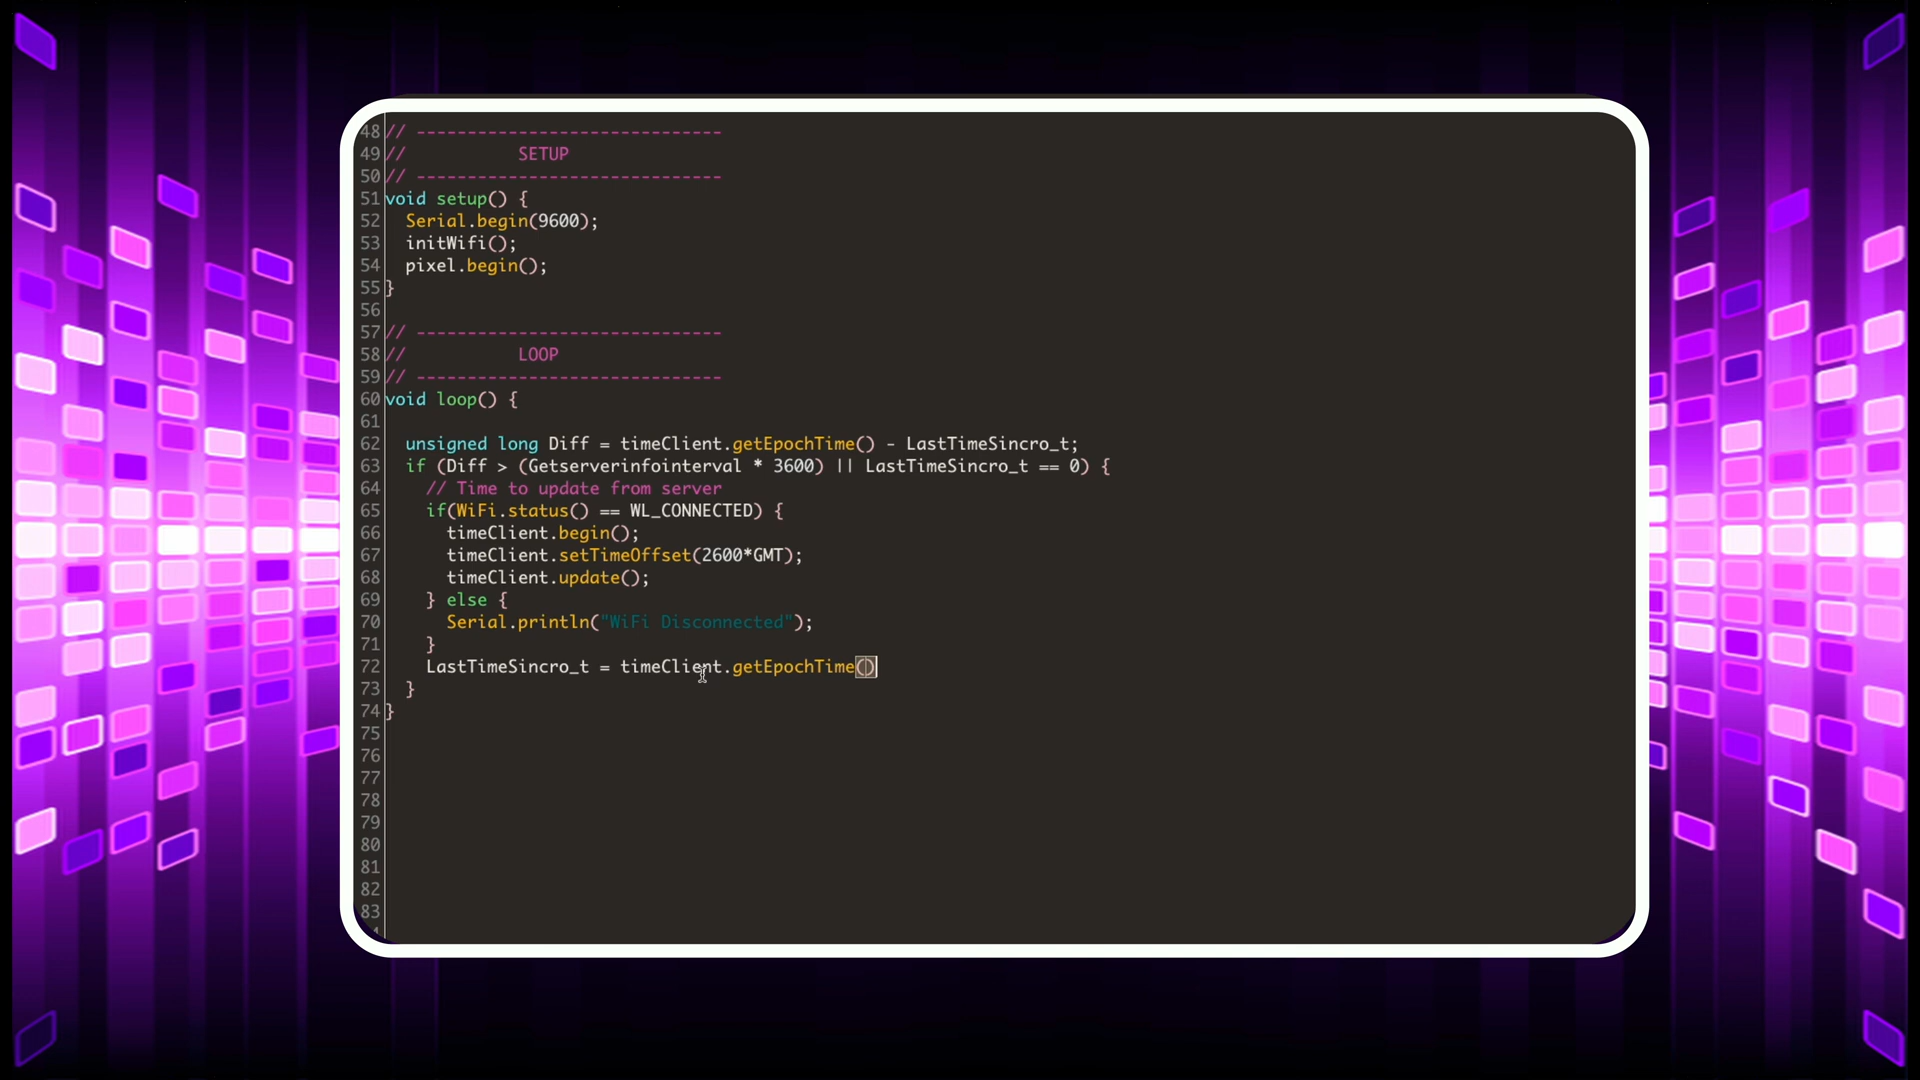 48 // ------------------------------
49 //           SETUP
50 // ------------------------------
51 void setup() {
52   Serial.begin(9600);
53   initWifi();
54   pixel.begin();
55 }
56
57 // ------------------------------
58 //           LOOP
59 // ------------------------------
60 void loop() {
61
62   unsigned long Diff = timeClient.getEpochTime() - LastTimeSincro_t;
63   if (Diff > (Getserverinfointerval * 3600) || LastTimeSincro_t == 0) {
64     // Time to update from server
65     if(WiFi.status() == WL_CONNECTED) {
66       timeClient.begin();
67       timeClient.setTimeOffset(2600*GMT);
68       timeClient.update();
69     } else {
70       Serial.println("WiFi Disconnected");
71     }
72     LastTimeSincro_t = timeClient.getEpochTime()
73   }
74 }
75
76
77
78
79
80
81
82
83